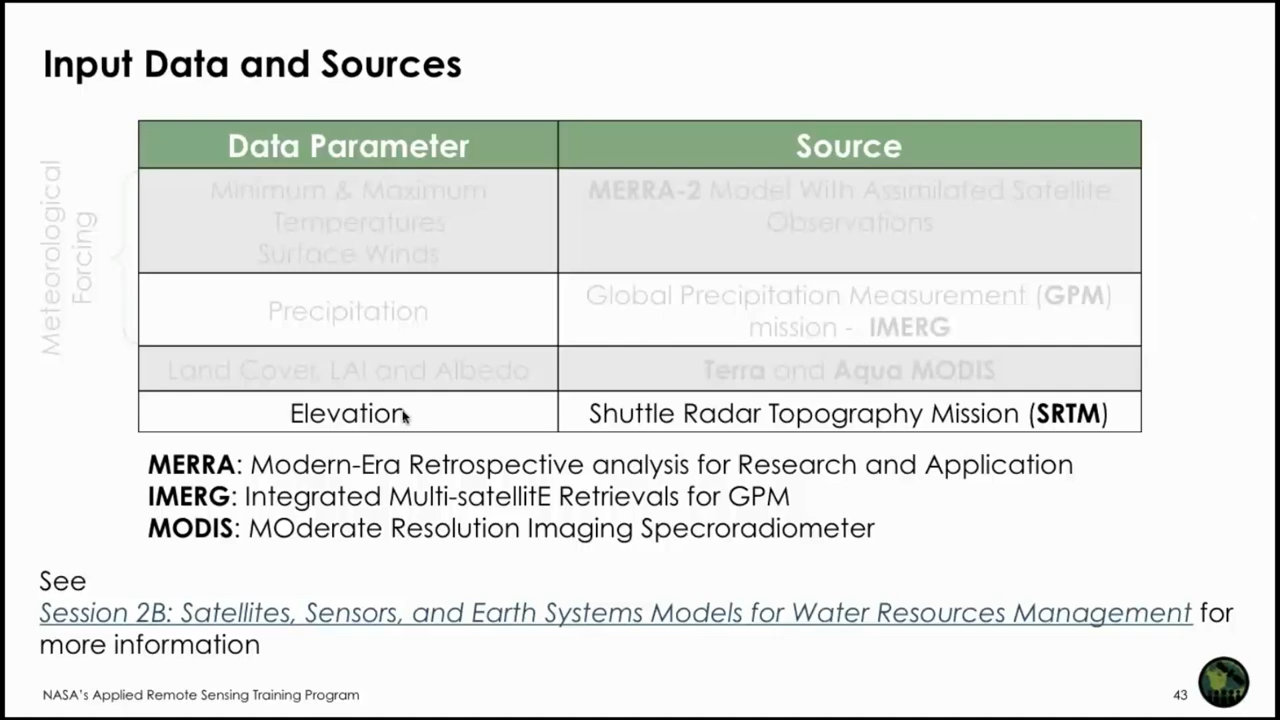 Input Data and Sources
Data Parameter
Source
Meteorological
Forcing
Minimum & Maximum
Temperatures
Surface Winds
MERRA-2 Model With Assimilated Satellite
Observations
Precipitation
Global Precipitation Measurement (GPM)
mission - IMERG
Land Cover, LAI and Albedo
Terra and Aqua MODIS
Elevation
Shuttle Radar Topography Mission (SRTM)
MERRA: Modern-Era Retrospective analysis for Research and Application
IMERG: Integrated Multi-satellitE Retrievals for GPM
MODIS: MOderate Resolution Imaging Specroradiometer
See
Session 2B: Satellites, Sensors, and Earth Systems Models for Water Resources Management for
more information
NASA's Applied Remote Sensing Training Program
43